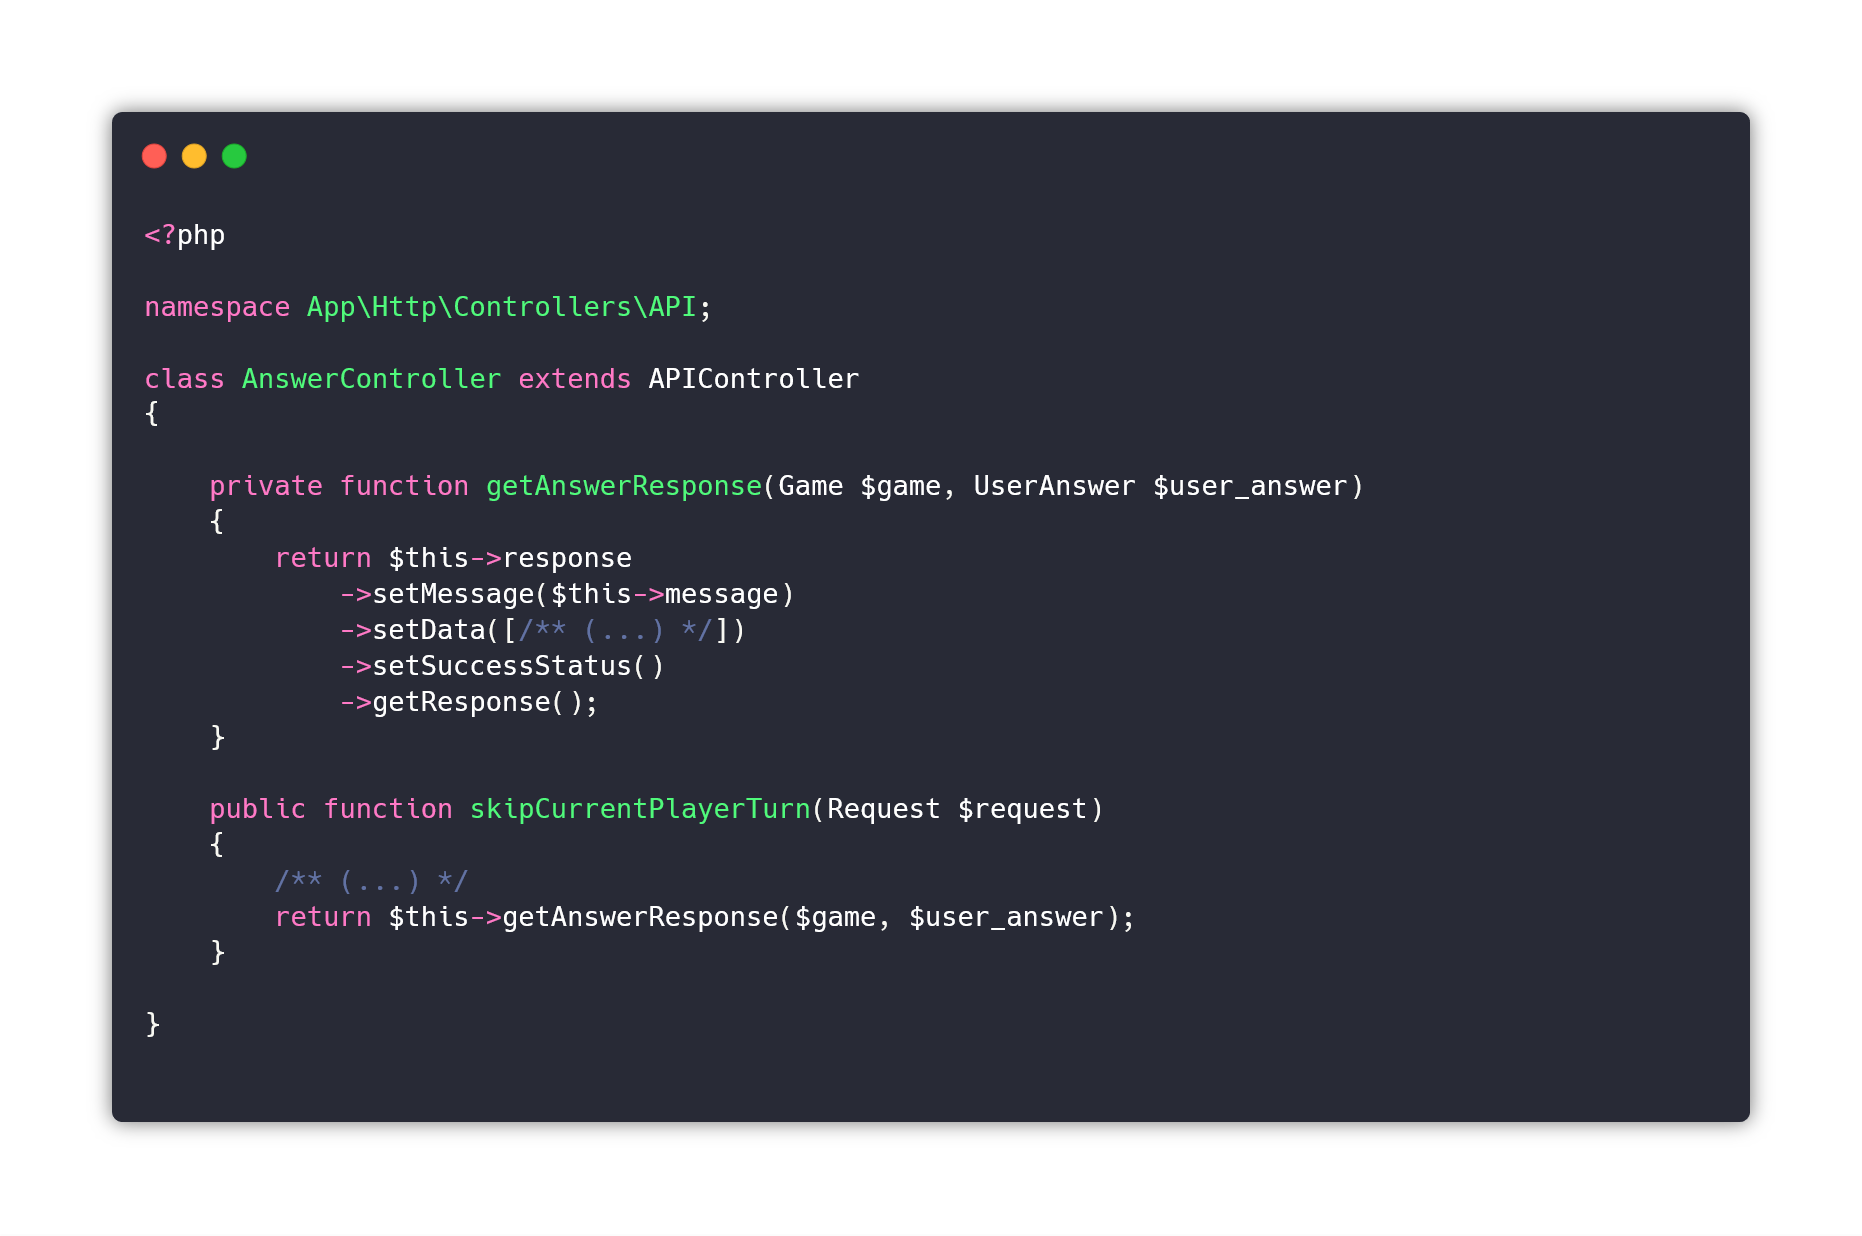 <?php
namespace App\Http\Controllers\API;
class AnswerController extends APIController
{
    private function getAnswerResponse(Game $game, UserAnswer $user_answer)
    {
        return $this->response
            ->setMessage($this->message)
            ->setData([/** (...) */])
            ->setSuccessStatus()
            ->getResponse();
    }
    public function skipCurrentPlayerTurn(Request $request)
    {
        /** (...) */
        return $this->getAnswerResponse($game, $user_answer);
    }
}